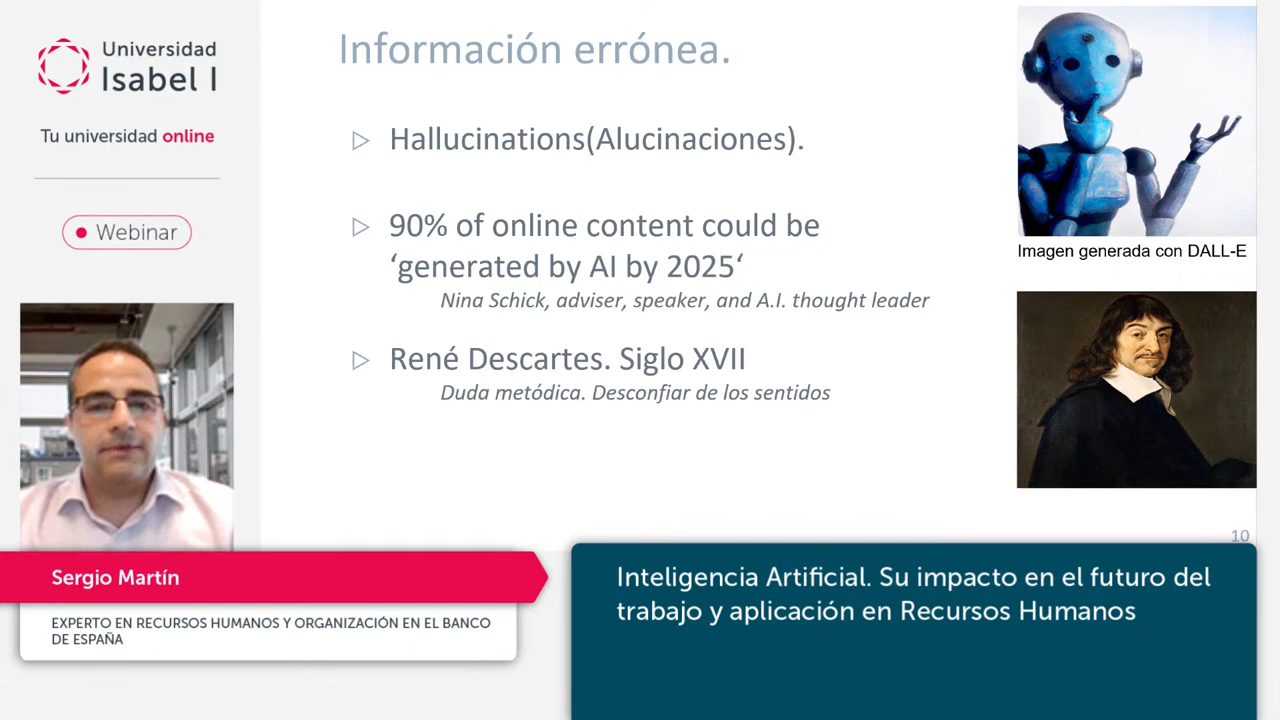 Universidad
Isabel I
Tu universidad online
Webinar
Información errónea.
Hallucinations(Alucinaciones).
90% of online content could be
‘generated by AI by 2025‘
Nina Schick, adviser, speaker, and A.I. thought leader
René Descartes. Siglo XVII
Duda metódica. Desconfiar de los sentidos
Imagen generada con DALL-E
10
Sergio Martín
EXPERTO EN RECURSOS HUMANOS Y ORGANIZACIÓN EN EL BANCO
DE ESPAÑA
Inteligencia Artificial. Su impacto en el futuro del
trabajo y aplicación en Recursos Humanos